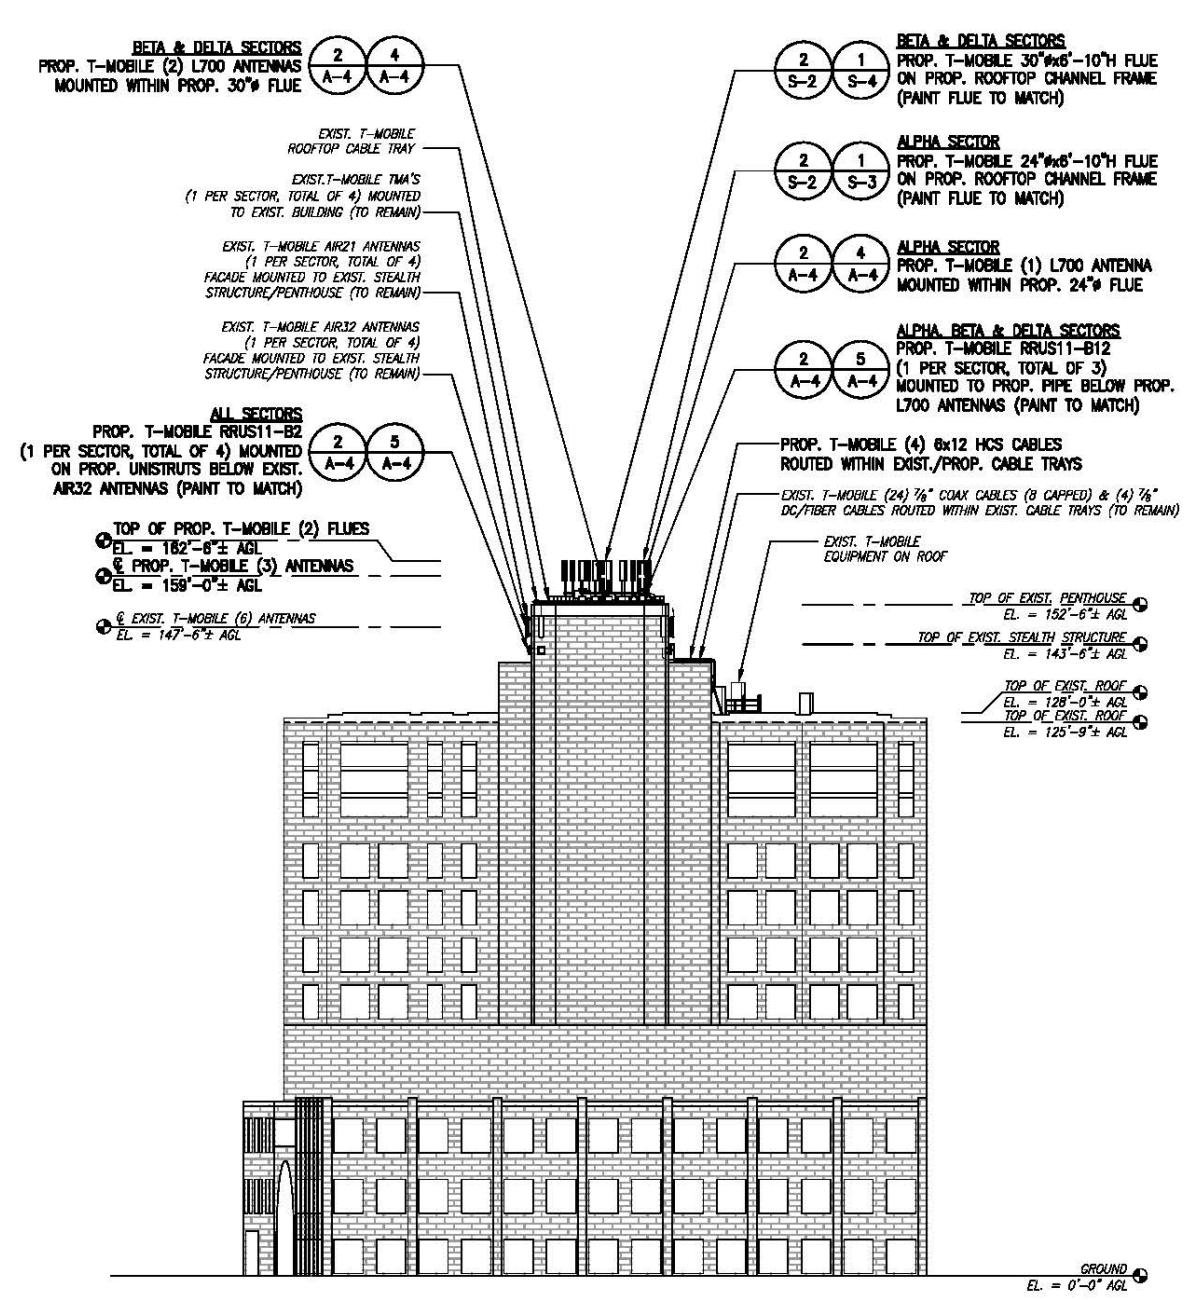 BETA & DELTA SECTORS
PROP. T-MOBILE (2) L700 ANTENNAS
MOUNTED WITHIN PROP. 30"ø FLUE
2
A-4
4
A-4
EXIST. T-MOBILE
ROOFTOP CABLE TRAY
EXIST.T-MOBILE TMA'S
(1 PER SECTOR, TOTAL OF 4) MOUNTED
TO EXIST. BUILDING (TO REMAIN)
EXIST. T-MOBILE AIR21 ANTENNAS
(1 PER SECTOR, TOTAL OF 4)
FACADE MOUNTED TO EXIST. STEALTH
STRUCTURE/PENTHOUSE (TO REMAIN)
EXIST. T-MOBILE AIR32 ANTENNAS
(1 PER SECTOR, TOTAL OF 4)
FACADE MOUNTED TO EXIST. STEALTH
STRUCTURE/PENTHOUSE (TO REMAIN)
ALL SECTORS
PROP. T-MOBILE RRUS11-B2
(1 PER SECTOR, TOTAL OF 4) MOUNTED
ON PROP. UNISTRUTS BELOW EXIST.
AIR32 ANTENNAS (PAINT TO MATCH)
2
A-4
5
A-4
TOP OF PROP. T-MOBILE (2) FLUES
EL. = 162'-6"± AGL
℄ PROP. T-MOBILE (3) ANTENNAS
EL. = 159'-0"± AGL
℄ EXIST. T-MOBILE (6) ANTENNAS
EL. = 147'-6"± AGL
2
S-2
1
S-4
BETA & DELTA SECTORS
PROP. T-MOBILE 30"øx6'-10"H FLUE
ON PROP. ROOFTOP CHANNEL FRAME
(PAINT FLUE TO MATCH)
2
S-2
1
S-3
ALPHA SECTOR
PROP. T-MOBILE 24"øx6'-10"H FLUE
ON PROP. ROOFTOP CHANNEL FRAME
(PAINT FLUE TO MATCH)
2
A-4
4
A-4
ALPHA SECTOR
PROP. T-MOBILE (1) L700 ANTENNA
MOUNTED WITHIN PROP. 24"ø FLUE
2
A-4
5
A-4
ALPHA, BETA & DELTA SECTORS
PROP. T-MOBILE RRUS11-B12
(1 PER SECTOR, TOTAL OF 3)
MOUNTED TO PROP. PIPE BELOW PROP.
L700 ANTENNAS (PAINT TO MATCH)
PROP. T-MOBILE (4) 6x12 HCS CABLES
ROUTED WITHIN EXIST./PROP. CABLE TRAYS
EXIST. T-MOBILE (24) 7/8" COAX CABLES (8 CAPPED) & (4) 7/8"
DC/FIBER CABLES ROUTED WITHIN EXIST. CABLE TRAYS (TO REMAIN)
EXIST. T-MOBILE
EQUIPMENT ON ROOF
TOP OF EXIST. PENTHOUSE
EL. = 152'-6"± AGL
TOP OF EXIST. STEALTH STRUCTURE
EL. = 143'-6"± AGL
TOP OF EXIST. ROOF
EL. = 128'-0"± AGL
TOP OF EXIST. ROOF
EL. = 125'-9"± AGL
GROUND
EL. = 0'-0" AGL